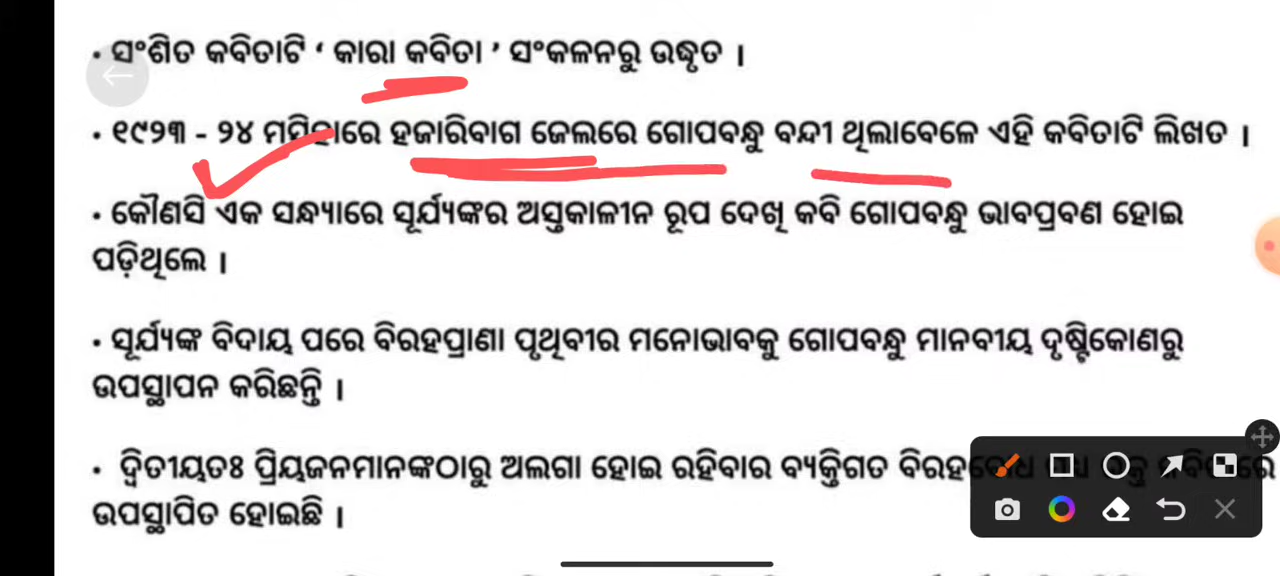 • ସଂଶିତ କବିତାଟି ‘ କାରା କବିତା ’ ସଂକଳନରୁ ଉଦ୍ଧୃତ ।
• ୧୯୨୩ - ୨୪ ମସିହାରେ ହଜାରିବାଗ ଜେଲରେ ଗୋପବନ୍ଧୁ ବନ୍ଦୀ ଥିଲାବେଳେ ଏହି କବିତାଟି ଲିଖତ ।
• କୌଣସି ଏକ ସନ୍ଧ୍ୟାରେ ସୂର୍ଯ୍ୟଙ୍କର ଅସ୍ତକାଳୀନ ରୂପ ଦେଖି କବି ଗୋପବନ୍ଧୁ ଭାବପ୍ରବଣ ହୋଇ
ପଡ଼ିଥିଲେ ।
• ସୂର୍ଯ୍ୟଙ୍କ ବିଦାୟ ପରେ ବିରହପ୍ରାଣା ପୃଥିବୀର ମନୋଭାବକୁ ଗୋପବନ୍ଧୁ ମାନବୀୟ ଦୃଷ୍ଟିକୋଣରୁ
ଉପସ୍ଥାପନ କରିଛନ୍ତି ।
• ଦ୍ୱିତୀୟତଃ ପ୍ରିୟଜନମାନଙ୍କଠାରୁ ଅଲଗା ହୋଇ ରହିବାର ବ୍ୟକ୍ତିଗତ
ଉପସ୍ଥାପିତ ହୋଇଛି ।